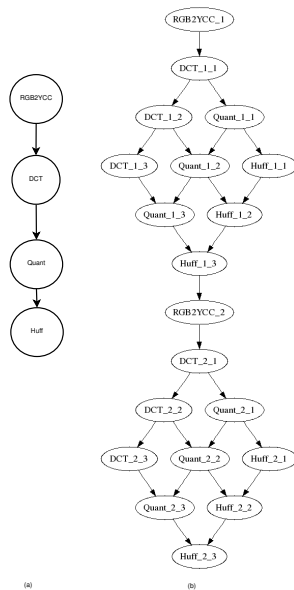 RGB2YCC
DCT
Quant
Huff
(a)
RGB2YCC_1
DCT_1_1
DCT_1_2 Quant_1_1
DCT_1_3 Quant_1_2 Huff_1_1
Quant_1_3 Huff_1_2
Huff_1_3
RGB2YCC_2
DCT_2_1
DCT_2_2 Quant_2_1
DCT_2_3 Quant_2_2 Huff_2_1
Quant_2_3 Huff_2_2
Huff_2_3
(b)